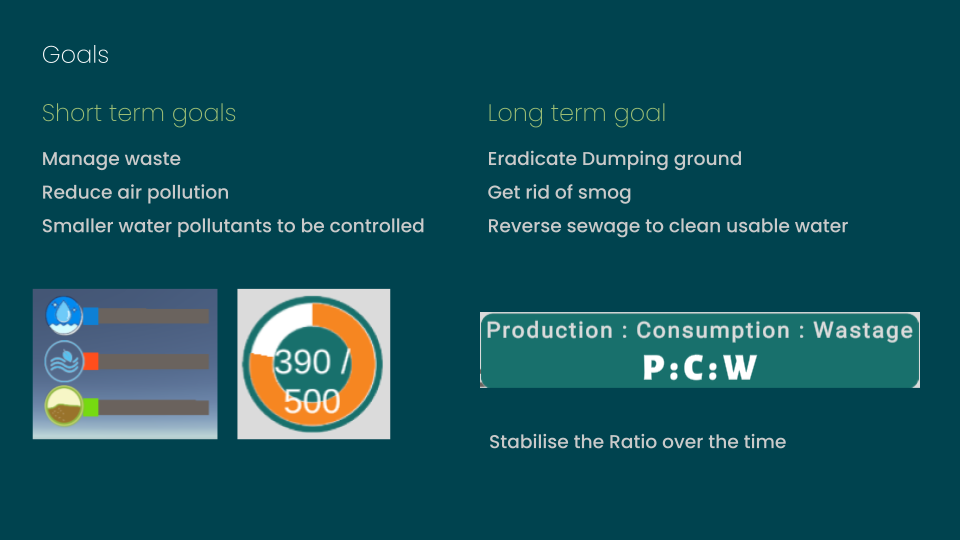 Goals
Short term goals
Manage waste
Reduce air pollution
Smaller water pollutants to be controlled
390 /
500
Long term goal
Eradicate Dumping ground
Get rid of smog
Reverse sewage to clean usable water
Production : Consumption : Wastage
P:C:W
Stabilise the Ratio over the time